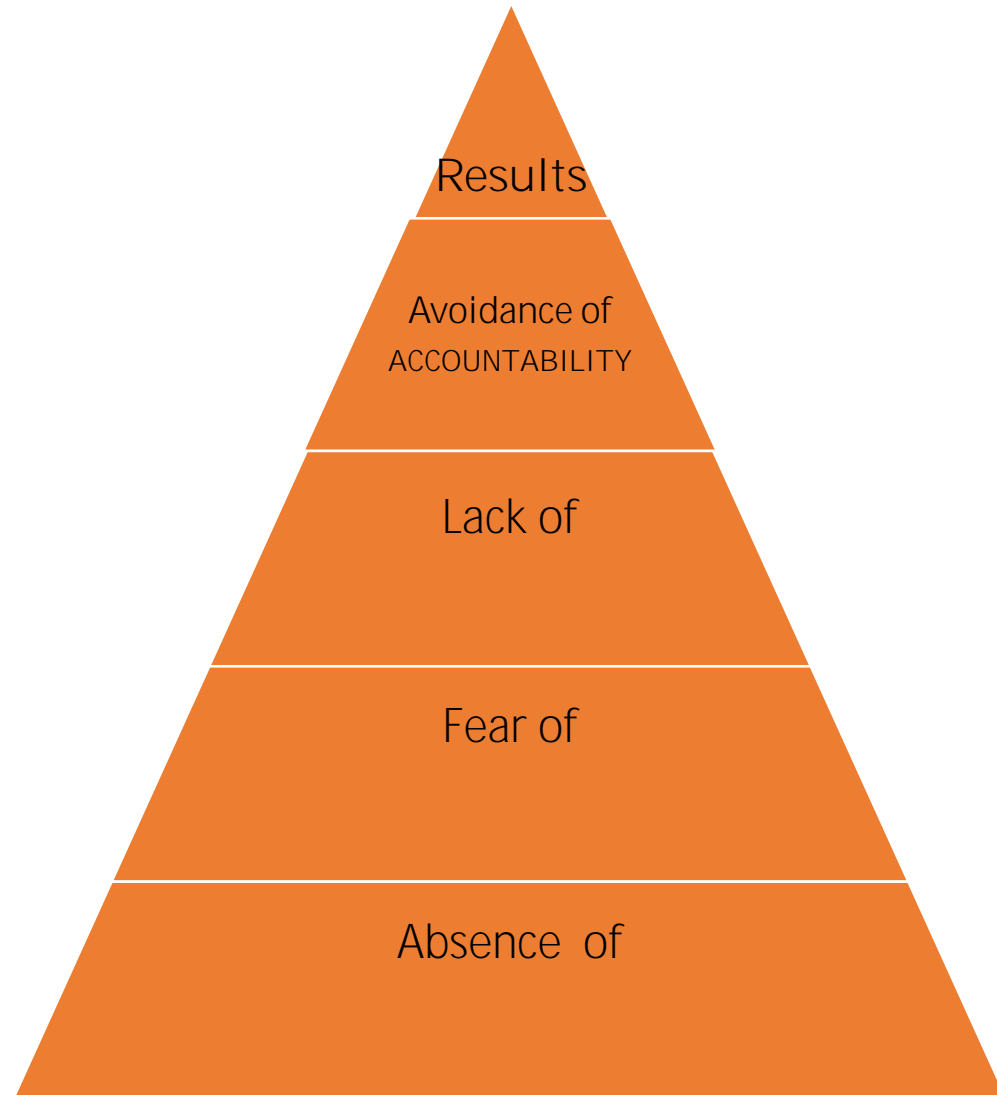 Results
Avoidance of
ACCOUNTABILITY
Lack of
Fear of
Absence of